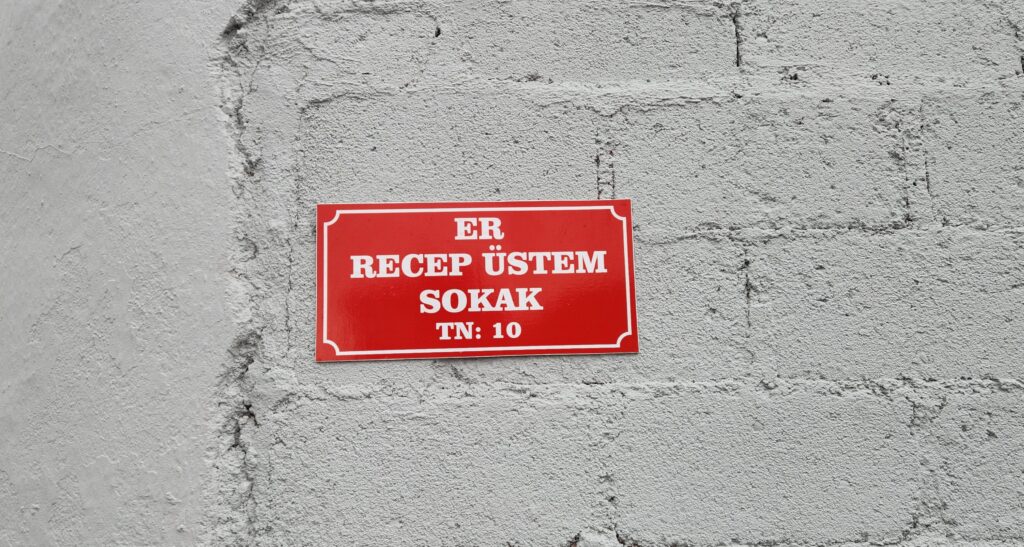 ER
RECEP ÜSTEM
SOKAK
TN: 10